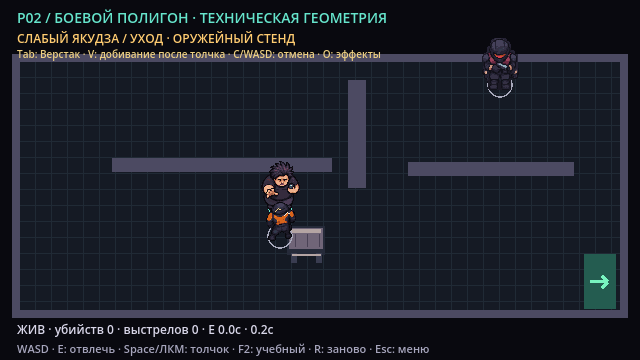 P02 / БОЕВОЙ ПОЛИГОН · ТЕХНИЧЕСКАЯ ГЕОМЕТРИЯ
СЛАБЫЙ ЯКУДЗА / УХОД · ОРУЖЕЙНЫЙ СТЕНД
Tab: Верстак · V: добивание после толчка · C/WASD: отмена · O: эффекты
ЖИВ · убийств 0 · выстрелов 0 · E 0.0с · 0.2с
WASD · E: отвлечь · Space/ЛКМ: толчок · F2: учебный · R: заново · Esc: меню